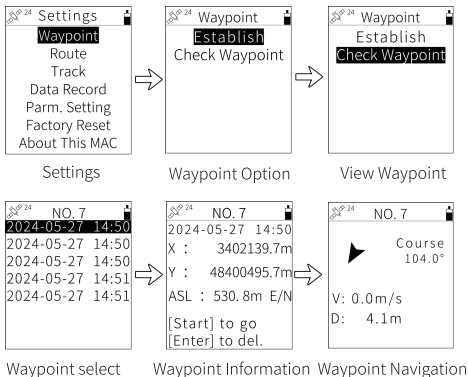 24 Settings
Waypoint
Route
Track
Data Record
Parm. Setting
Factory Reset
About This MAC
Settings
24 Waypoint
Establish
Check Waypoint
Waypoint Option
24 Waypoint
Establish
Check Waypoint
View Waypoint
24 NO. 7
2024-05-27 14:50
2024-05-27 14:50
2024-05-27 14:50
2024-05-27 14:51
2024-05-27 14:51
Waypoint select
24 NO. 7
2024-05-27 14:50
X : 3402139.7m
Y : 48400495.7m
ASL : 530. 8m E/N
[Start] to go
[Enter] to del.
Waypoint Information
24 NO. 7
Course
104.0°
V: 0.0m/s
D: 4.1m
Waypoint Navigation